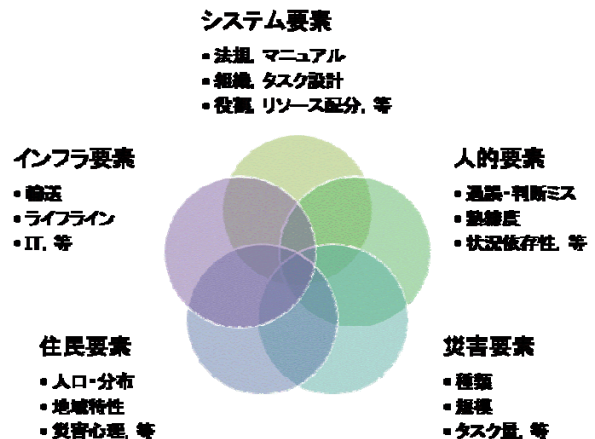 システム要素
▪ 法規, マニュアル
▪ 組織, タスク設計
▪ 役割, リソース配分, 等
インフラ要素
▪ 輸送
▪ ライフライン
▪ IT, 等
人的要素
▪ 過誤・判断ミス
▪ 熟練度
▪ 状況依存性, 等
住民要素
▪ 人口・分布
▪ 地域特性
▪ 災害心理, 等
災害要素
▪ 種類
▪ 規模
▪ タスク量, 等